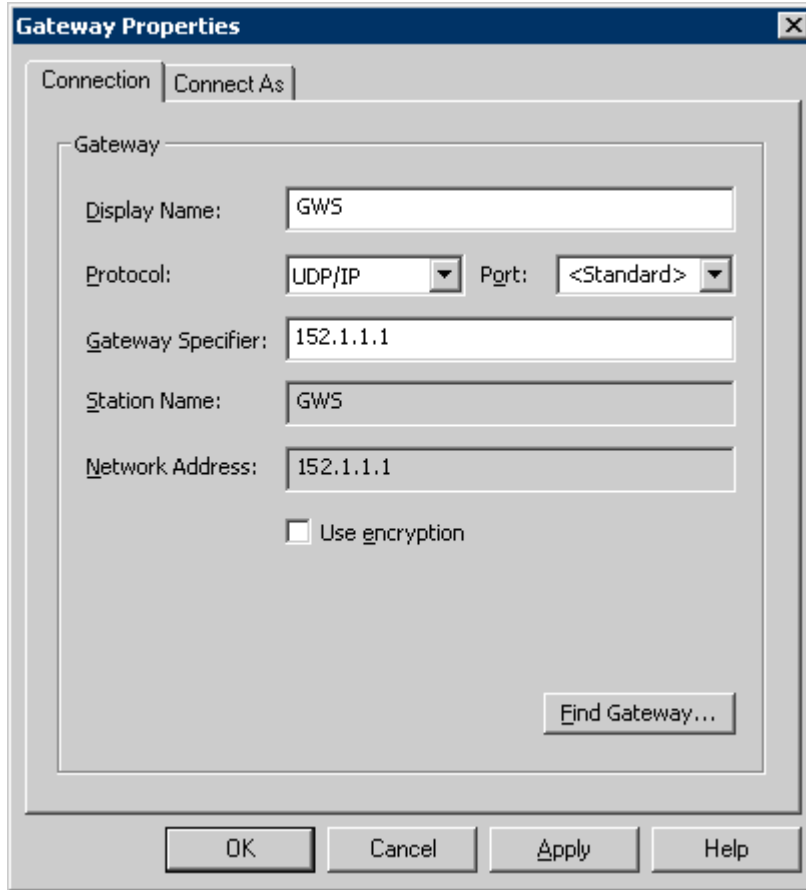 Gateway Properties
Connection Connect As
Gateway
Display Name: GWS
Protocol: UDP/IP Port: <Standard>
Gateway Specifier: 152.1.1.1
Station Name: GWS
Network Address: 152.1.1.1
Use encryption
Find Gateway...
OK Cancel Apply Help